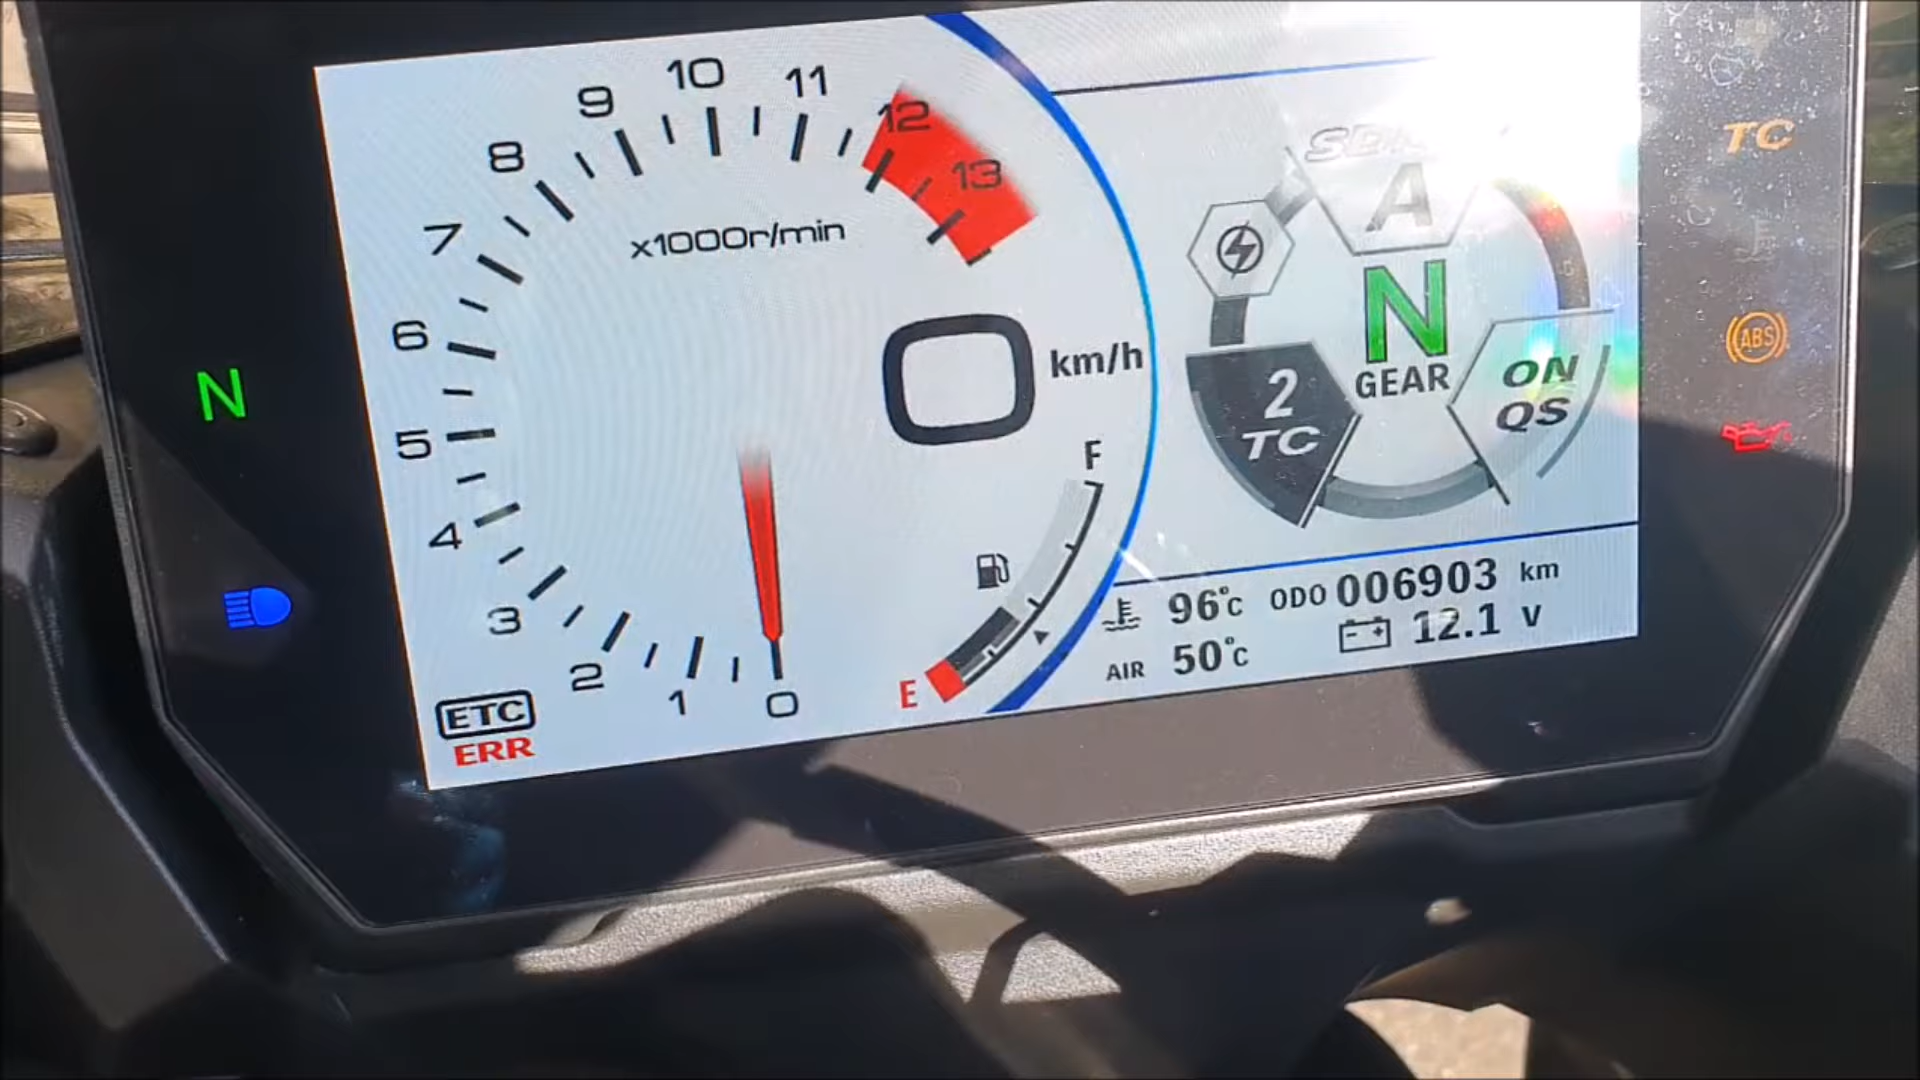 0
1
2
3
4
5
6
7
8
9
10
11
12
13
x1000r/min
0 km/h
F
E
ETC
ERR
N
A
N
GEAR
2
TC
ON
QS
96°C ODO 006903 km
AIR 50°C 12.1 V
TC
ABS